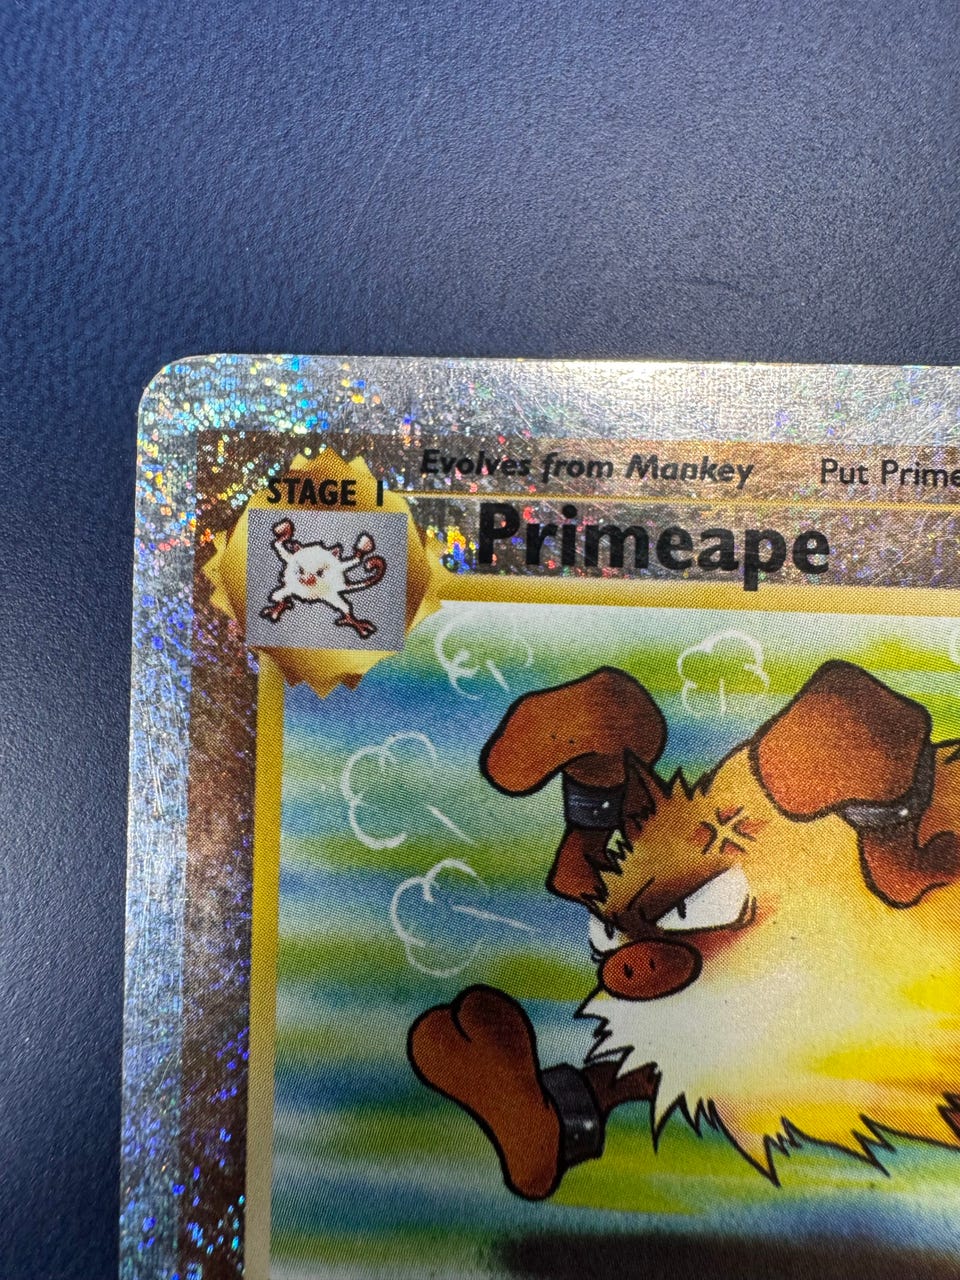 Evolves from Mankey Put Prime
STAGE 1
Primeape